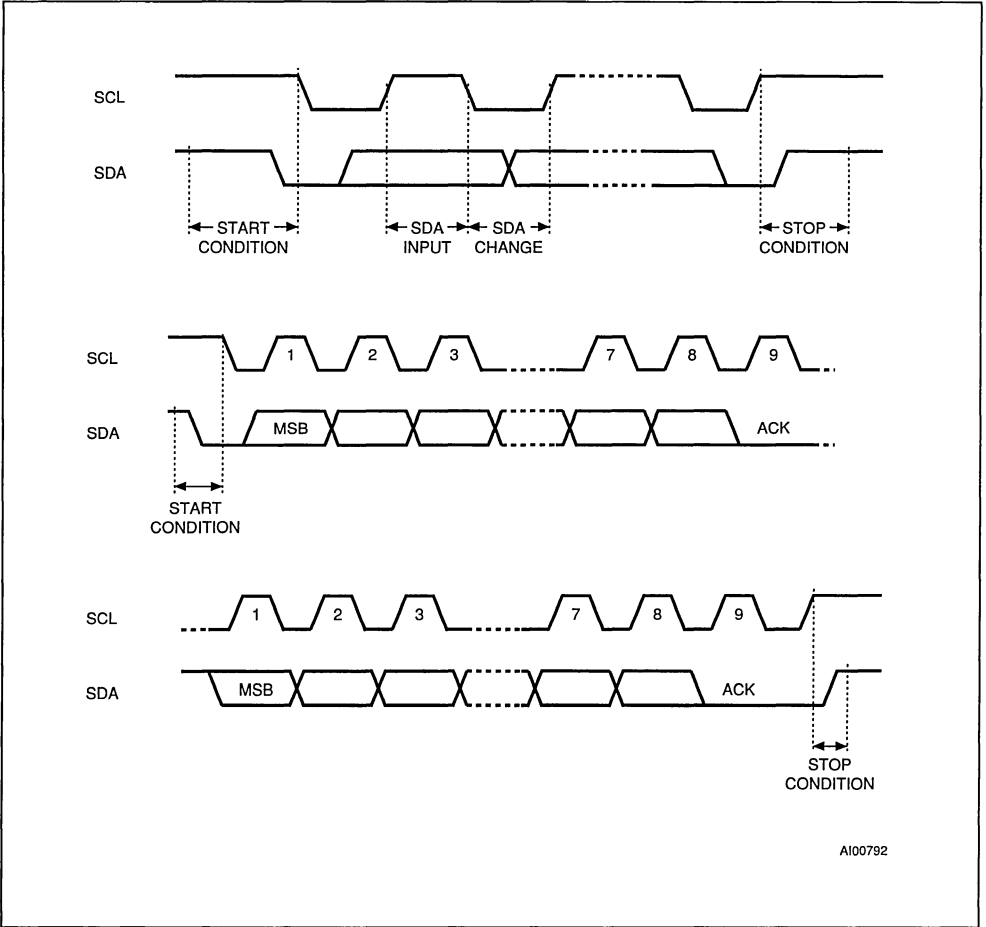 SCL
SDA
START
CONDITION
SDA
INPUT
SDA
CHANGE
STOP
CONDITION
SCL
1 2 3 7 8 9
SDA
MSB ACK
START
CONDITION
SCL
1 2 3 7 8 9
SDA
MSB ACK
STOP
CONDITION
AI00792